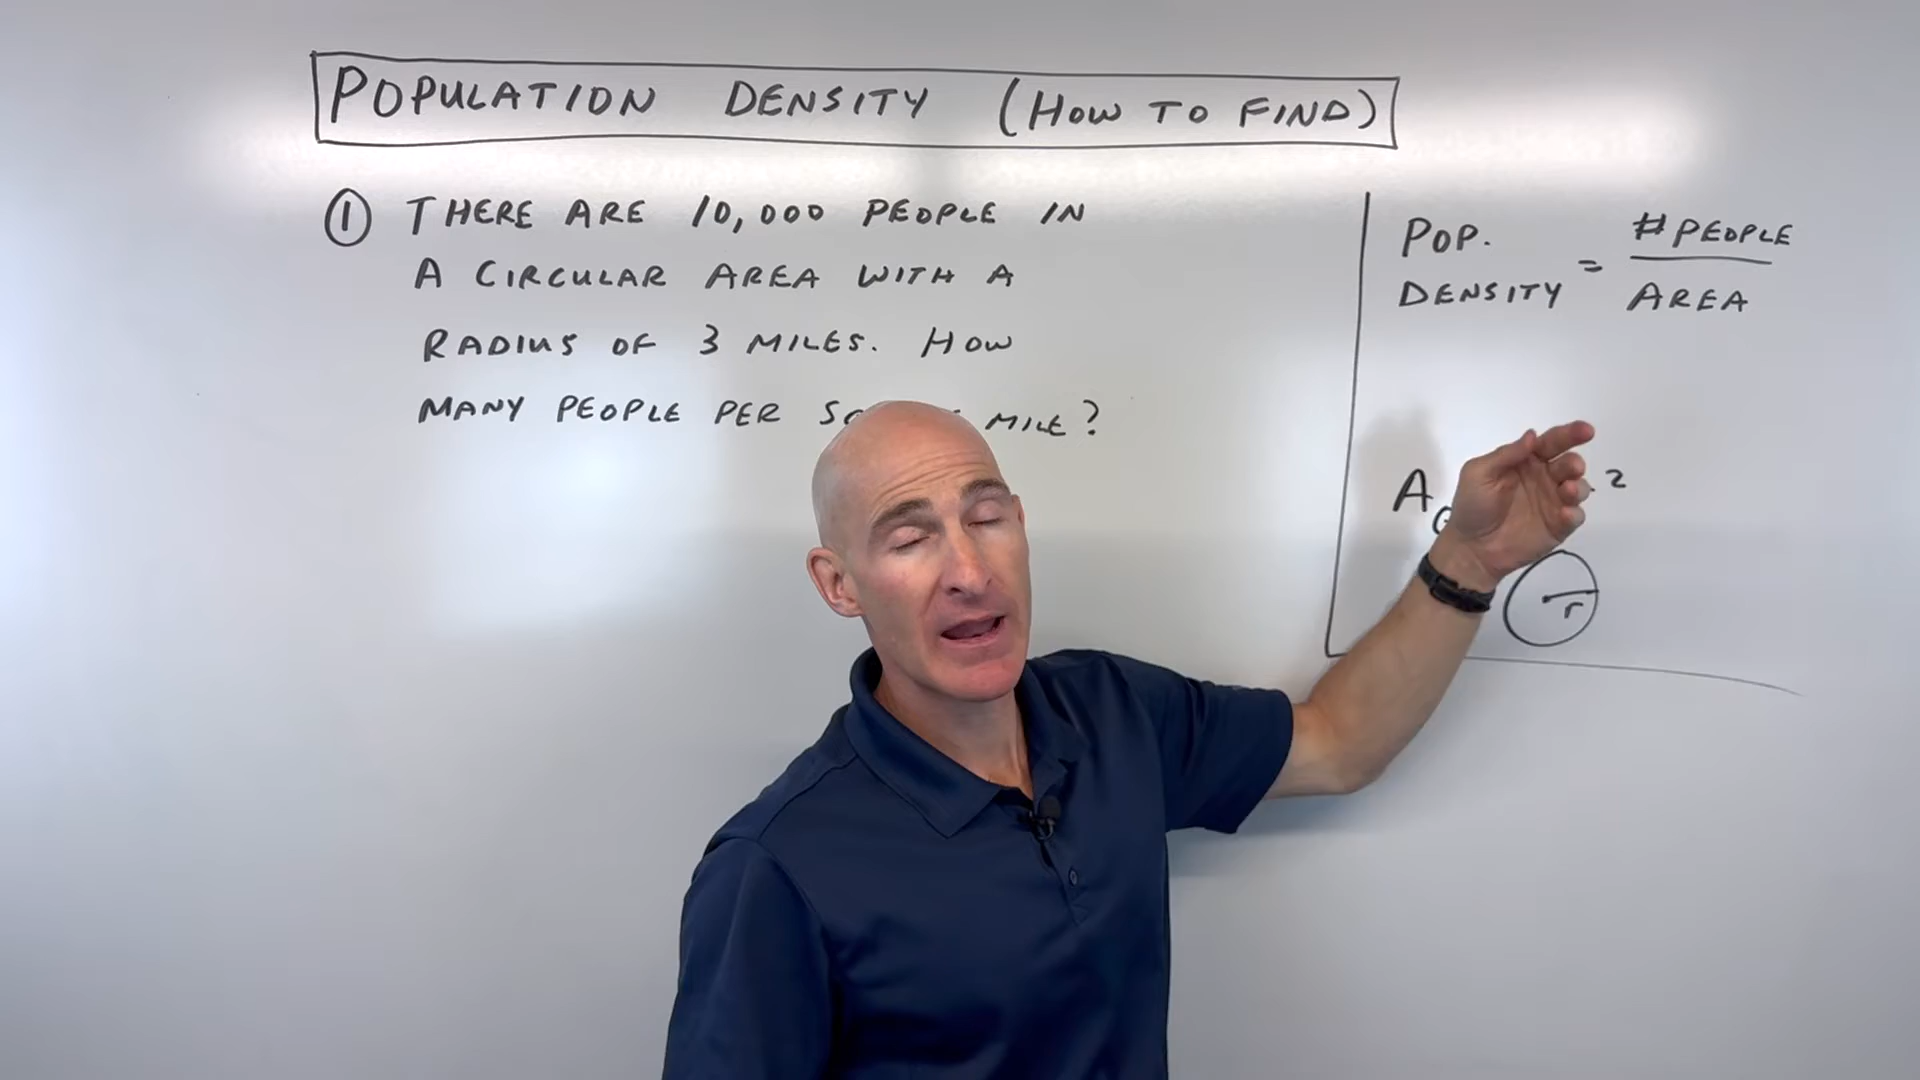 POPULATION DENSITY (HOW TO FIND)
① THERE ARE 10,000 PEOPLE IN
A CIRCULAR AREA WITH A
RADIUS OF 3 MILES. HOW
MANY PEOPLE PER MILE?
POP.
DENSITY = # PEOPLE
AREA
A 2
r